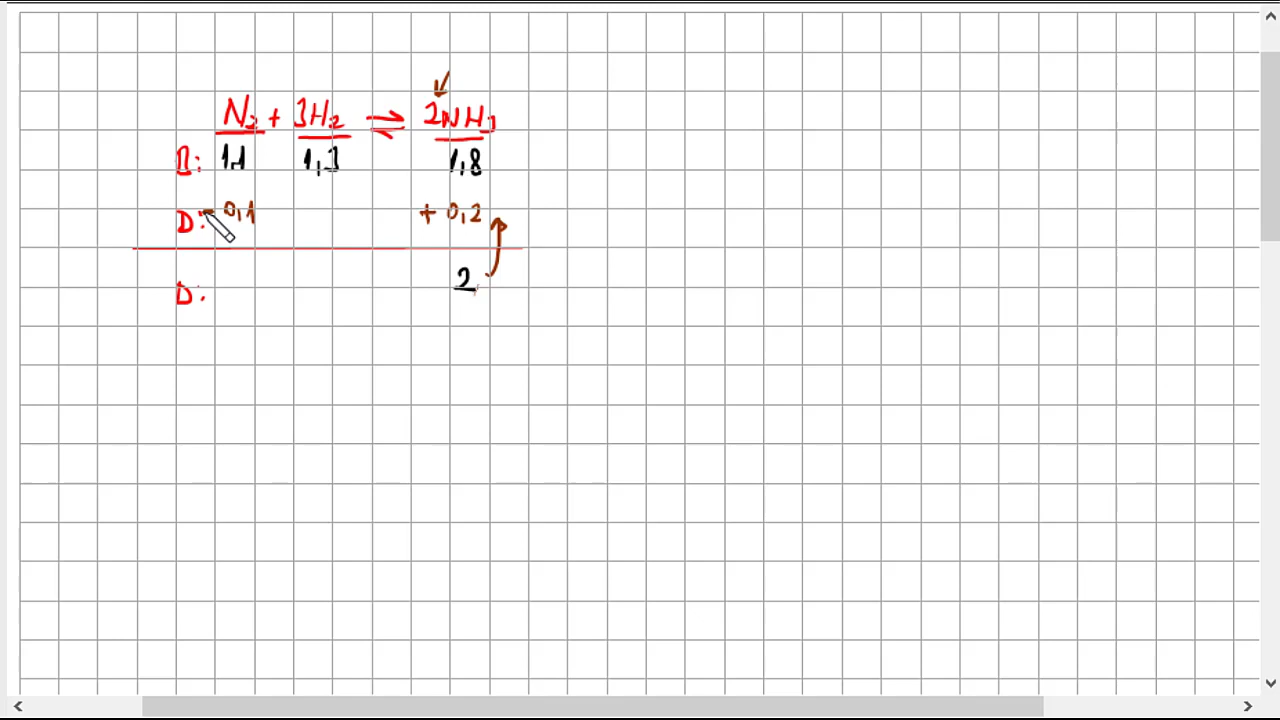 N₂ + 3H₂ ⇌ 2NH₃
B: 1,1 1,3 1,8
D: - 0,1 + 0,2
D: 2